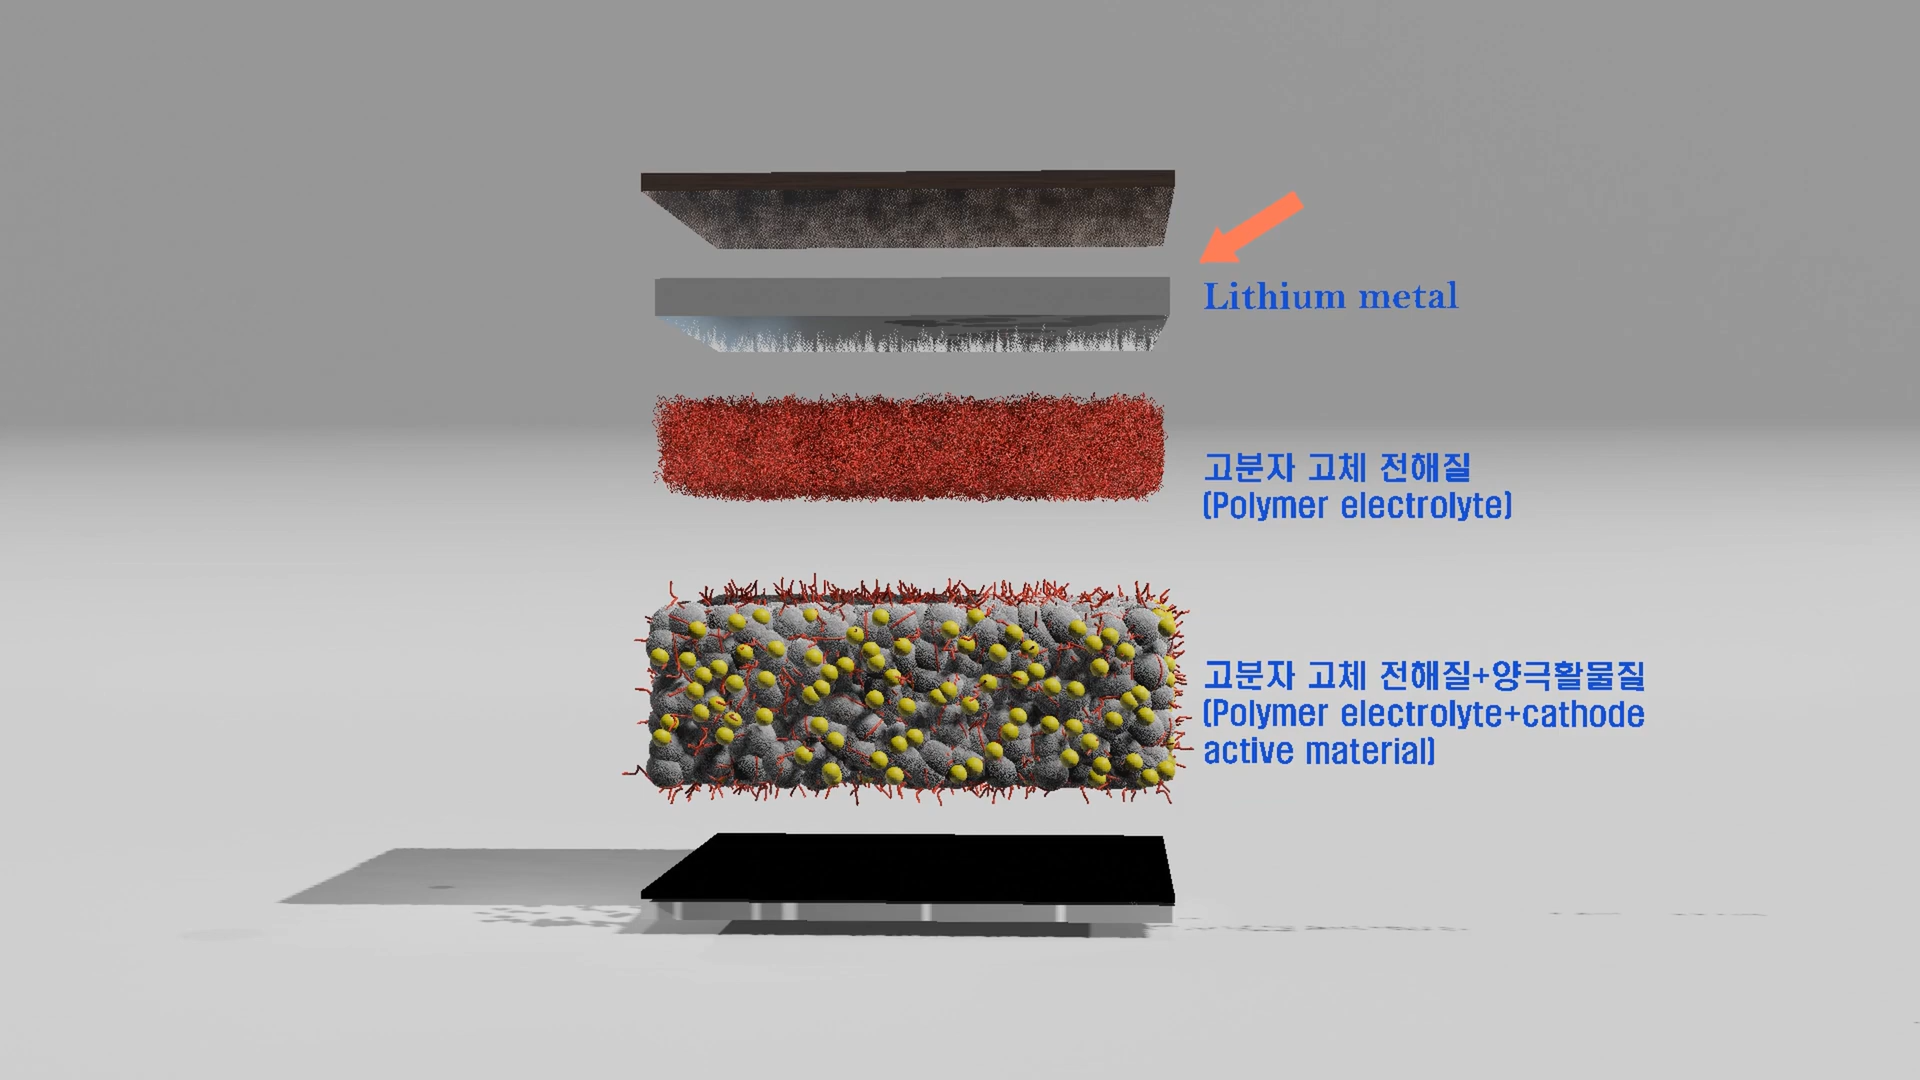 Lithium metal
고분자 고체 전해질
(Polymer electrolyte)
고분자 고체 전해질+양극활물질
(Polymer electrolyte+cathode
active material)